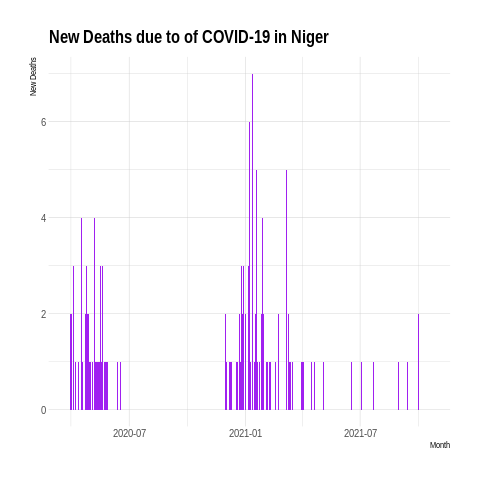 New Deaths due to of COVID-19 in Niger
New Deaths
6
4
2
0
2020-07
2021-01
2021-07
Month